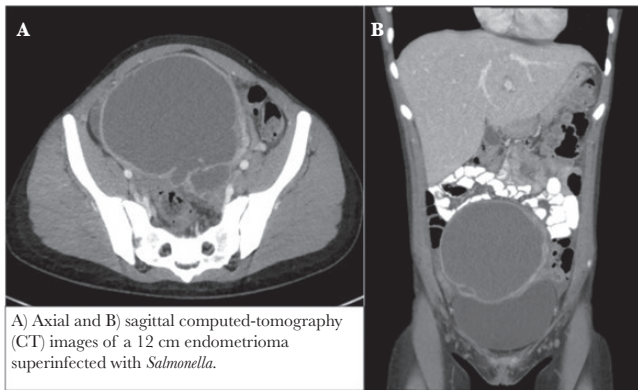 A
B
A) Axial and B) sagittal computed-tomography
(CT) images of a 12 cm endometrioma
superinfected with Salmonella.